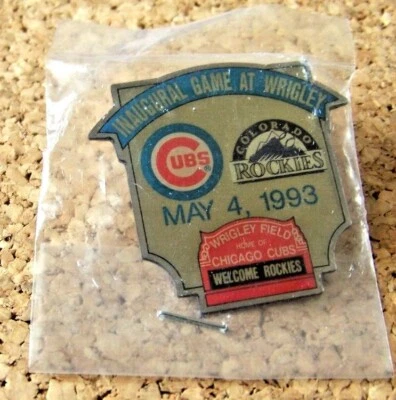 INAUGURAL GAME AT WRIGLEY
CUBS
COLORADO
ROCKIES
MAY 4, 1993
WRIGLEY FIELD
HOME OF
CHICAGO CUBS
WELCOME ROCKIES